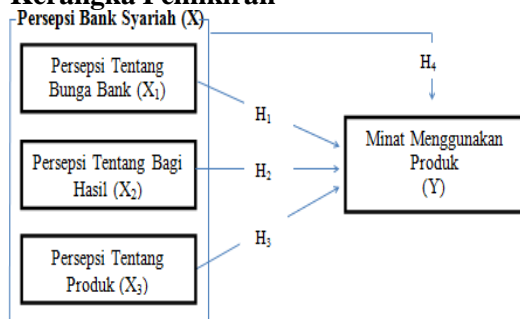 Kerangka Pemikiran
Persepsi Bank Syariah (X)
Persepsi Tentang
Bunga Bank (X₁)
Persepsi Tentang Bagi
Hasil (X₂)
Persepsi Tentang
Produk (X₃)
H₁
H₂
H₃
H₄
Minat Menggunakan
Produk
(Y)